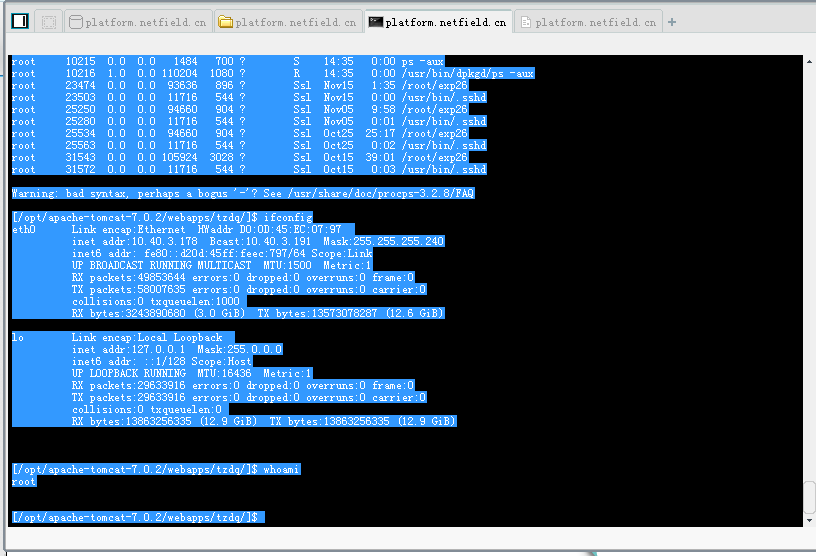 platform.netfield.cn platform.netfield.cn platform.netfield.cn platform.netfield.cn +
root 10215 0.0 0.0 1484 700 ? S 14:35 0:00 ps -aux
root 10216 1.0 0.0 110204 1080 ? R 14:35 0:00 /usr/bin/dpkgd/ps -aux
root 23474 0.0 0.0 93636 896 ? Ssl Nov15 1:35 /root/exp26
root 23503 0.0 0.0 11716 544 ? Ssl Nov15 0:00 /usr/bin/.sshd
root 25250 0.0 0.0 94660 904 ? Ssl Nov05 9:58 /root/exp26
root 25280 0.0 0.0 11716 544 ? Ssl Nov05 0:01 /usr/bin/.sshd
root 25534 0.0 0.0 94660 904 ? Ssl Oct25 25:17 /root/exp26
root 25563 0.0 0.0 11716 544 ? Ssl Oct25 0:02 /usr/bin/.sshd
root 31543 0.0 0.0 105924 3028 ? Ssl Oct15 39:01 /root/exp26
root 31572 0.0 0.0 11716 544 ? Ssl Oct15 0:03 /usr/bin/.sshd
Warning: bad syntax, perhaps a bogus '-'? See /usr/share/doc/procps-3.2.8/FAQ
[/opt/apache-tomcat-7.0.2/webapps/tzdq/]$ ifconfig
eth0 Link encap:Ethernet HWaddr D0:0D:45:EC:07:97
inet addr:10.40.3.178 Bcast:10.40.3.191 Mask:255.255.255.240
inet6 addr: fe80::d20d:45ff:feec:797/64 Scope:Link
UP BROADCAST RUNNING MULTICAST MTU:1500 Metric:1
RX packets:49853644 errors:0 dropped:0 overruns:0 frame:0
TX packets:58007635 errors:0 dropped:0 overruns:0 carrier:0
collisions:0 txqueuelen:1000
RX bytes:3243890680 (3.0 GiB) TX bytes:13573078287 (12.6 GiB)
lo Link encap:Local Loopback
inet addr:127.0.0.1 Mask:255.0.0.0
inet6 addr: ::1/128 Scope:Host
UP LOOPBACK RUNNING MTU:16436 Metric:1
RX packets:29633916 errors:0 dropped:0 overruns:0 frame:0
TX packets:29633916 errors:0 dropped:0 overruns:0 carrier:0
collisions:0 txqueuelen:0
RX bytes:13863256335 (12.9 GiB) TX bytes:13863256335 (12.9 GiB)
[/opt/apache-tomcat-7.0.2/webapps/tzdq/]$ whoami
root
[/opt/apache-tomcat-7.0.2/webapps/tzdq/]$